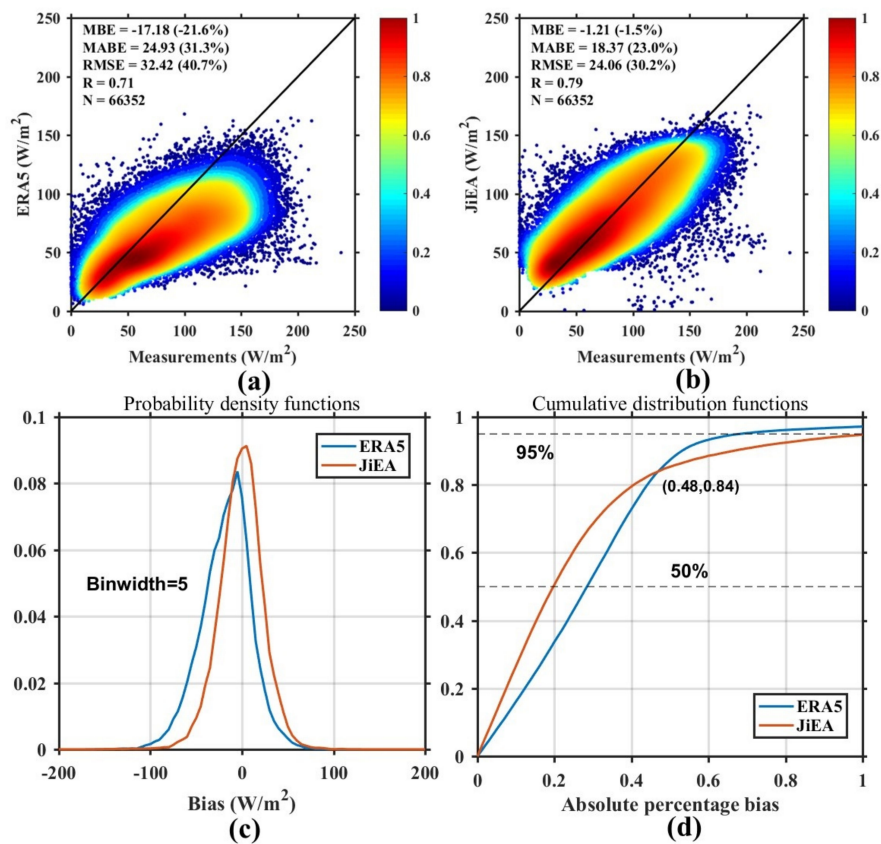 MBE = -17.18 (-21.6%)
MABE = 24.93 (31.3%)
RMSE = 32.42 (40.7%)
R = 0.71
N = 66352
250
200
150
100
50
0
ERA5 (W/m²)
0 50 100 150 200 250
Measurements (W/m²)
1
0.8
0.6
0.4
0.2
0
(a)
MBE = -1.21 (-1.5%)
MABE = 18.37 (23.0%)
RMSE = 24.06 (30.2%)
R = 0.79
N = 66352
250
200
150
100
50
0
JiEA (W/m²)
0 50 100 150 200 250
Measurements (W/m²)
1
0.8
0.6
0.4
0.2
0
(b)
Probability density functions
0.1
0.08
0.06
0.04
0.02
0
ERA5
JiEA
Binwidth=5
-200 -100 0 100 200
Bias (W/m²)
(c)
Cumulative distribution functions
1
0.8
0.6
0.4
0.2
0
95%
(0.48,0.84)
50%
ERA5
JiEA
0 0.2 0.4 0.6 0.8 1
Absolute percentage bias
(d)